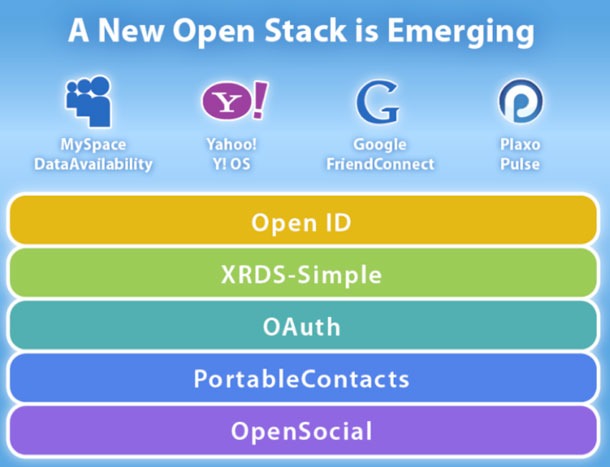 A New Open Stack is Emerging
Y!
G
P
MySpace
DataAvailability
Yahoo!
Y! OS
Google
FriendConnect
Plaxo
Pulse
Open ID
XRDS-Simple
OAuth
PortableContacts
OpenSocial